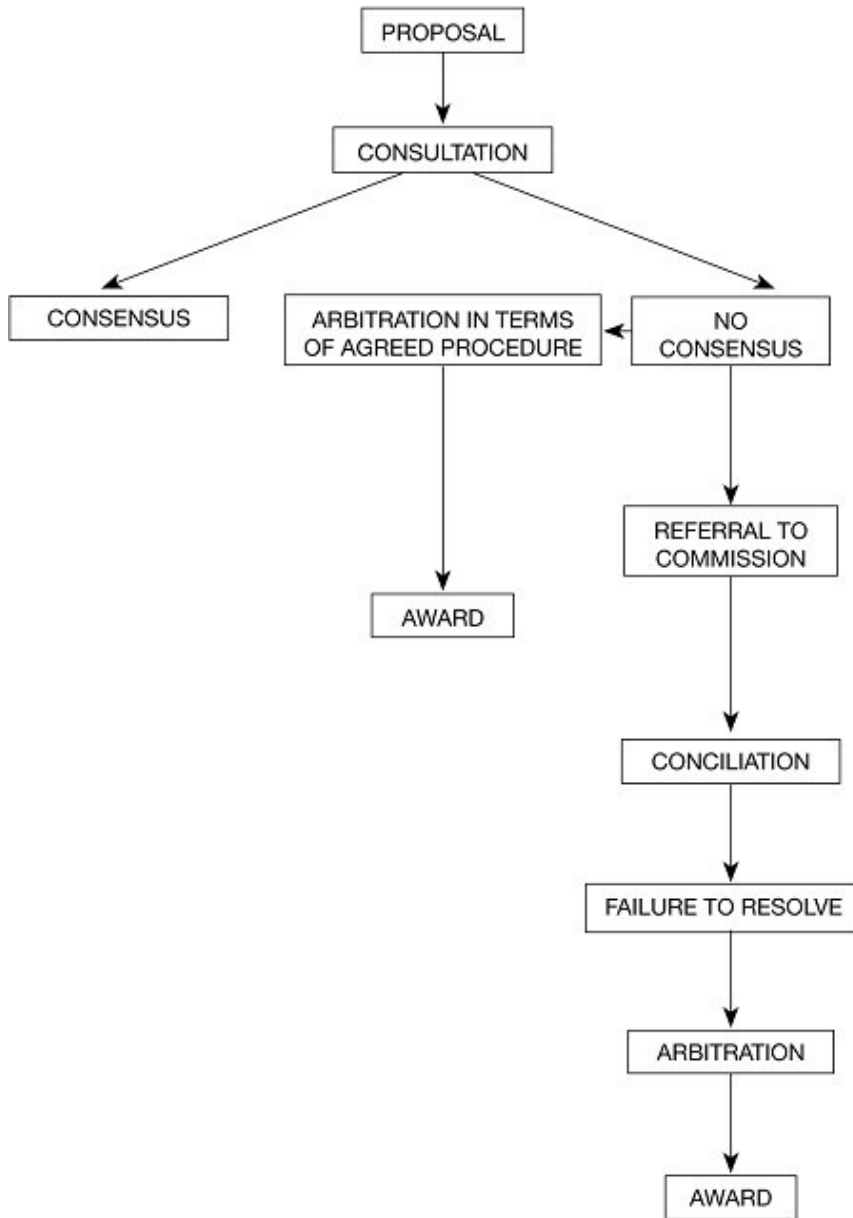 PROPOSAL
CONSULTATION
CONSENSUS
ARBITRATION IN TERMS
OF AGREED PROCEDURE
NO
CONSENSUS
REFERRAL TO
COMMISSION
AWARD
CONCILIATION
FAILURE TO RESOLVE
ARBITRATION
AWARD